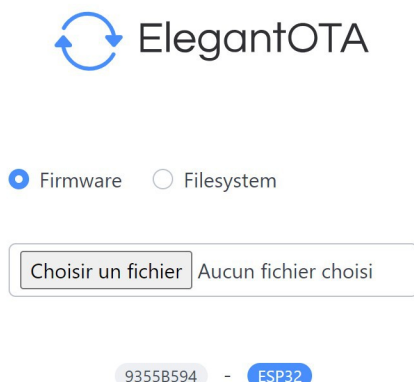 ElegantOTA
Firmware Filesystem
Choisir un fichier Aucun fichier choisi
9355B594 - ESP32